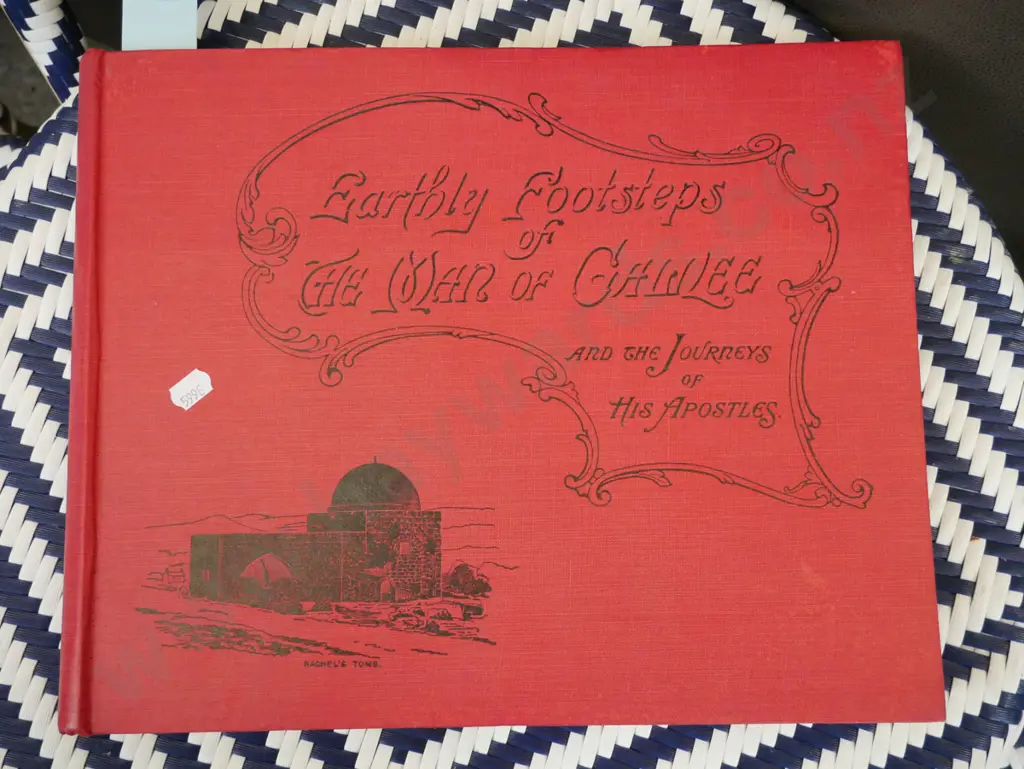 Earthly Footsteps
of
THE MAN OF GALILEE
AND THE JOURNEYS
OF
HIS APOSTLES.
RACHEL'S TOMB.